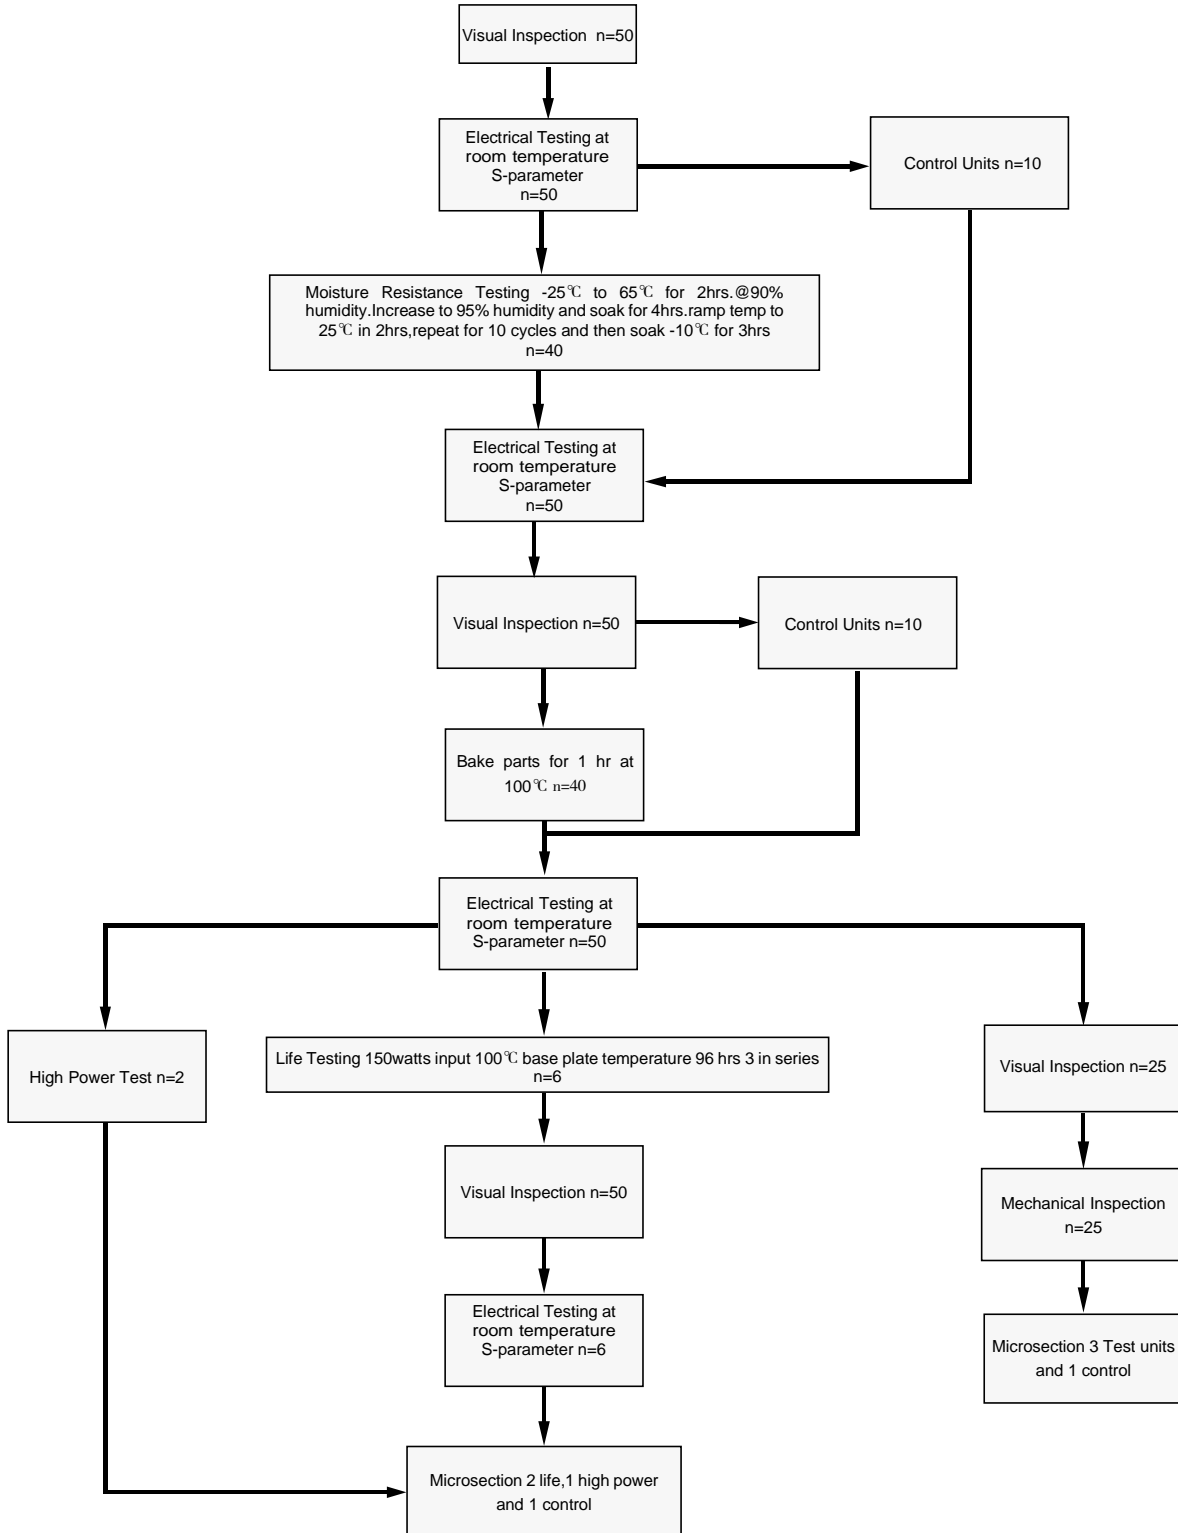 Visual Inspection n=50
Electrical Testing at
room temperature
S-parameter
n=50
Control Units n=10
Moisture Resistance Testing -25℃ to 65℃ for 2hrs.@90%
humidity.Increase to 95% humidity and soak for 4hrs.ramp temp to
25℃ in 2hrs,repeat for 10 cycles and then soak -10℃ for 3hrs
n=40
Electrical Testing at
room temperature
S-parameter
n=50
Visual Inspection n=50
Control Units n=10
Bake parts for 1 hr at
100℃ n=40
Electrical Testing at
room temperature
S-parameter n=50
High Power Test n=2
Life Testing 150watts input 100℃ base plate temperature 96 hrs 3 in series
n=6
Visual Inspection n=25
Visual Inspection n=50
Mechanical Inspection
n=25
Electrical Testing at
room temperature
S-parameter n=6
Microsection 3 Test units
and 1 control
Microsection 2 life,1 high power
and 1 control